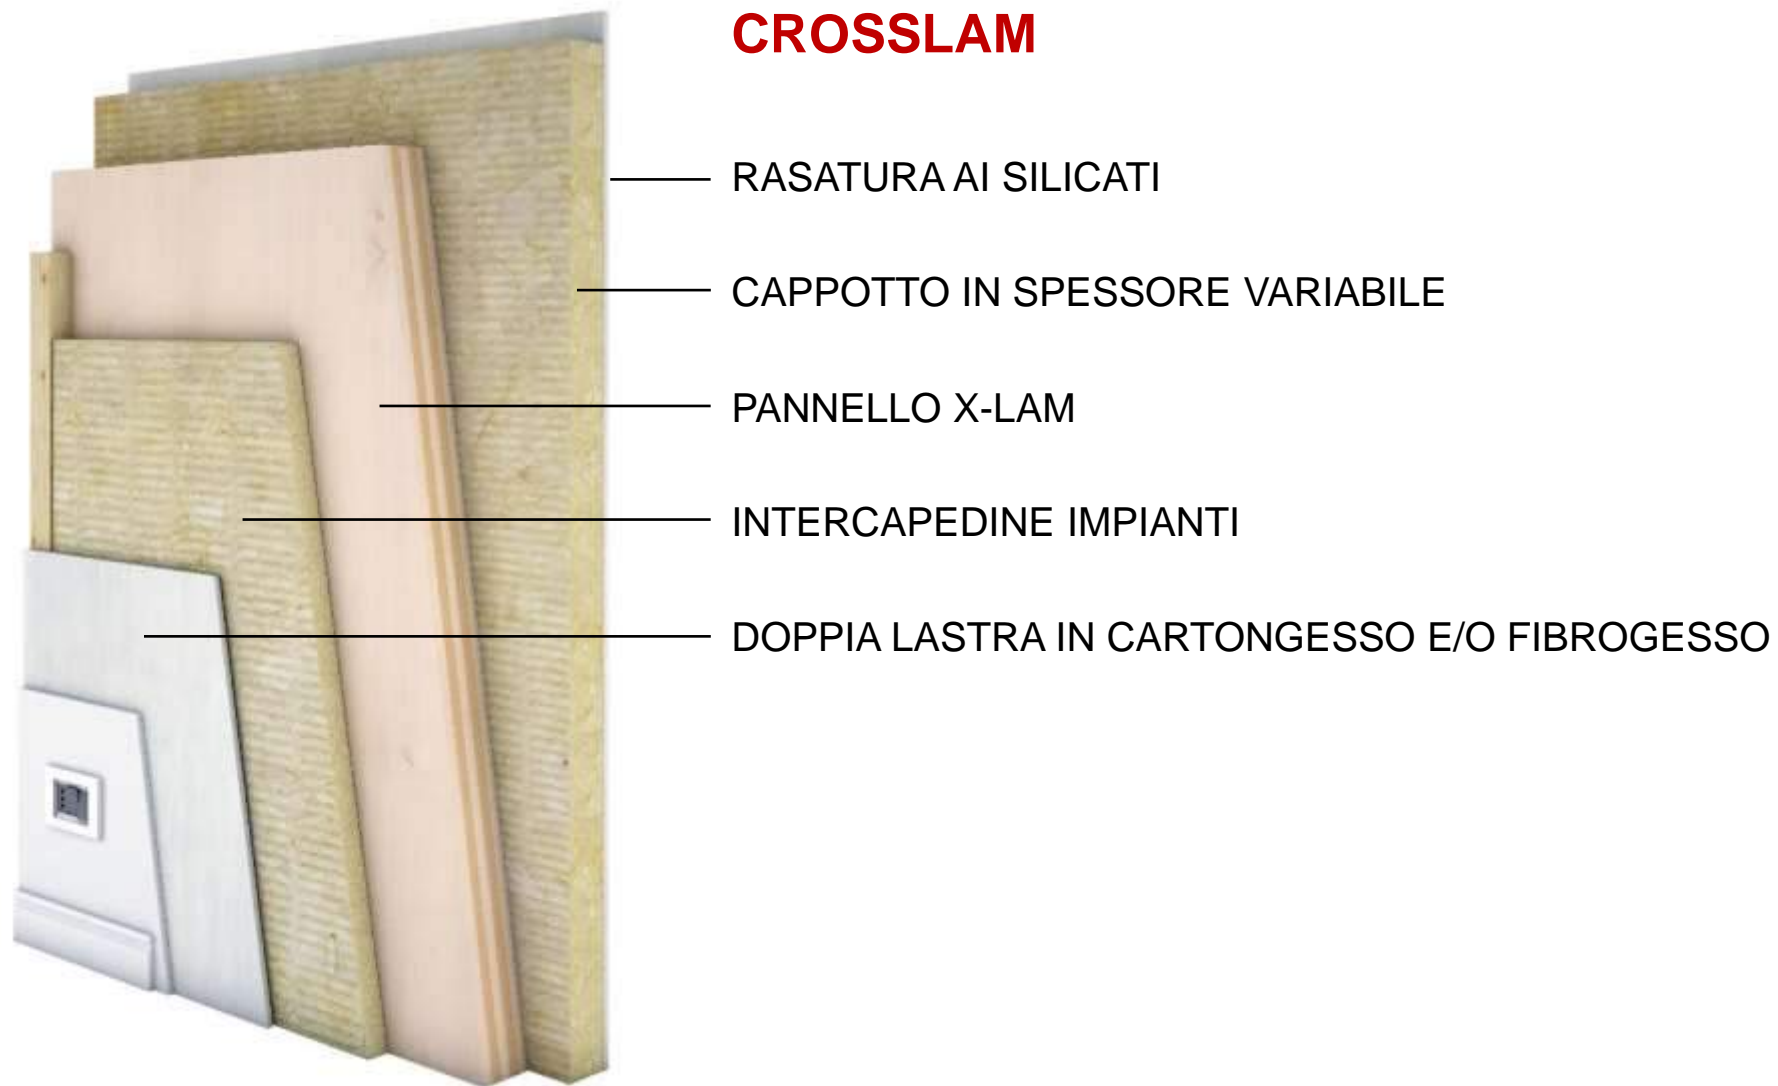 CROSSLAM
RASATURA AI SILICATI
CAPPOTTO IN SPESSORE VARIABILE
PANNELLO X-LAM
INTERCAPEDINE IMPIANTI
DOPPIA LASTRA IN CARTONGESSO E/O FIBROGESSO